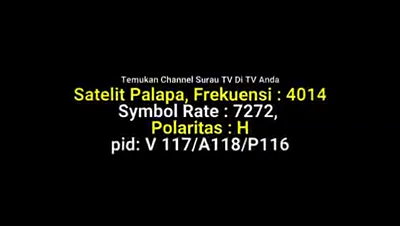 Temukan Channel Surau TV Di TV Anda
Satelit Palapa, Frekuensi : 4014
Symbol Rate : 7272,
Polaritas : H
pid: V 117/A118/P116